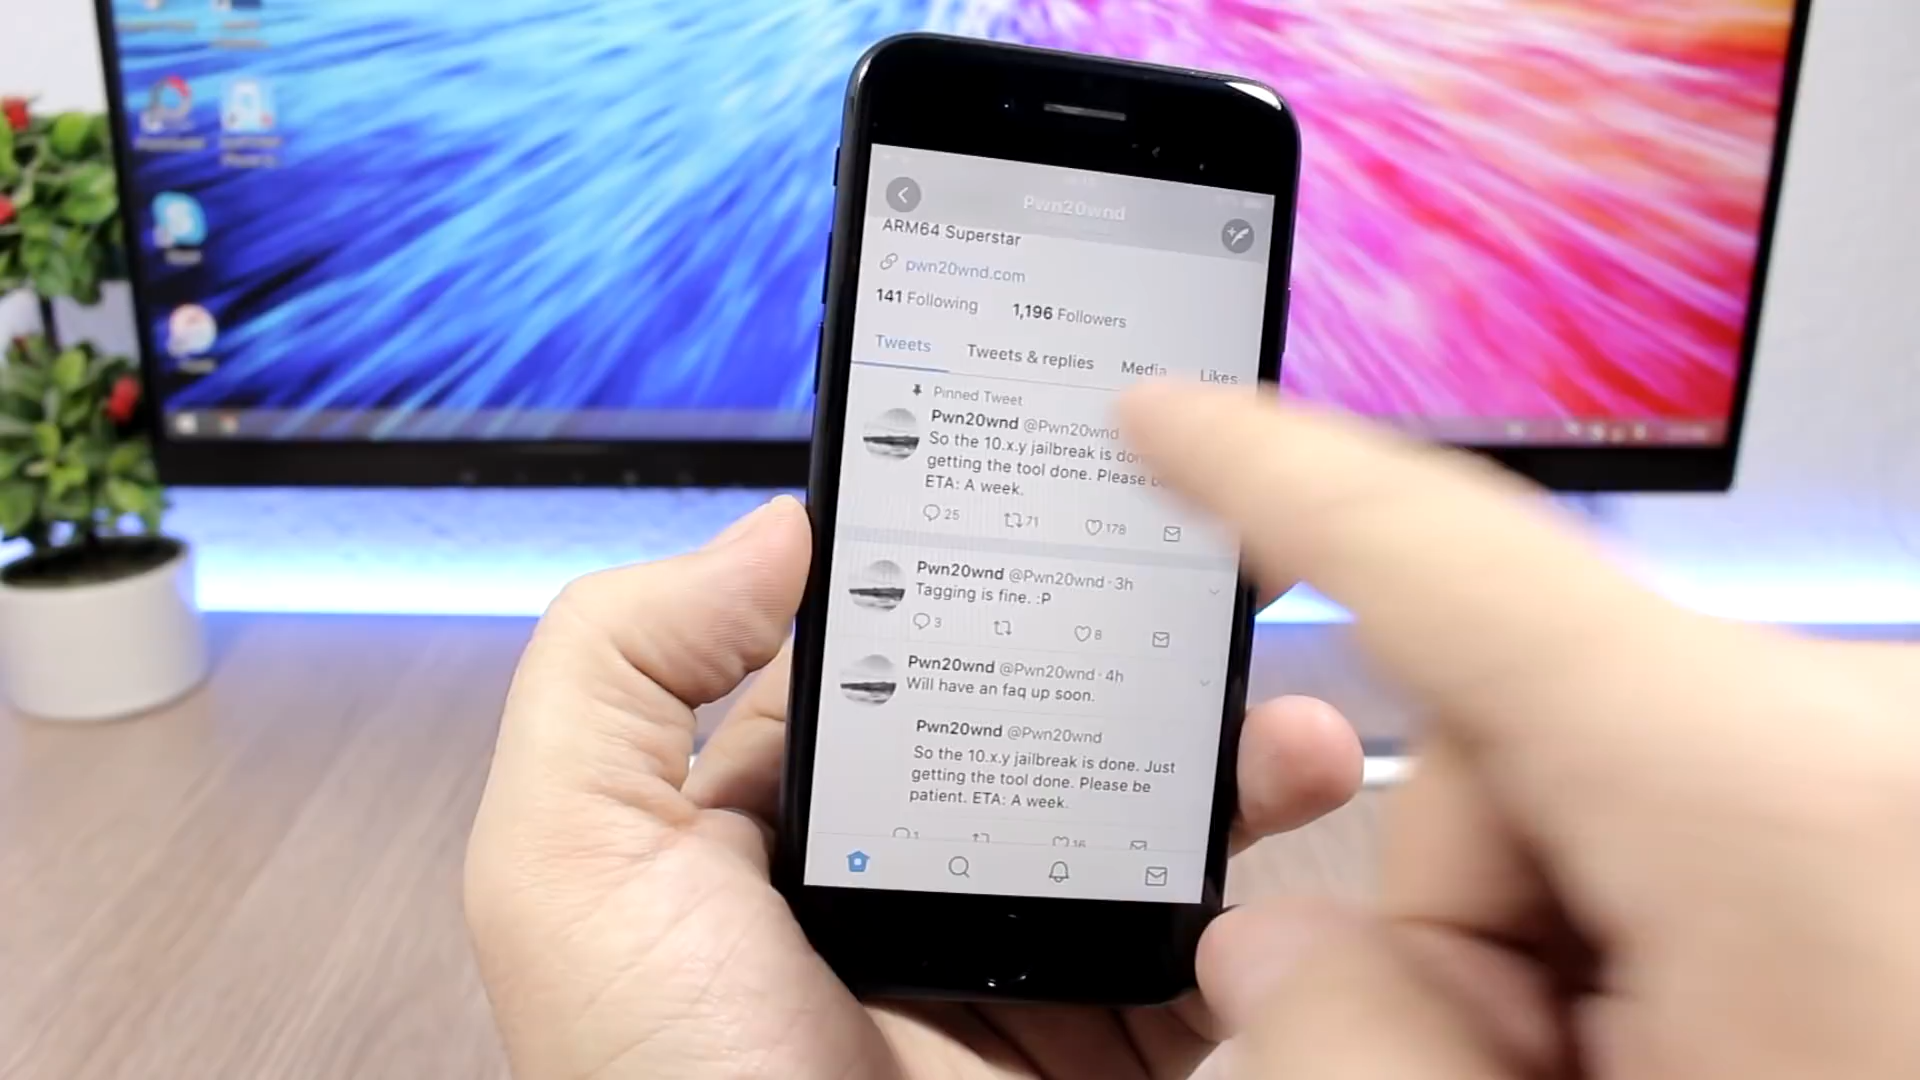 Pwn20wnd
ARM64 Superstar
pwn20wnd.com
141 Following 1,196 Followers
Tweets Tweets & replies Media Likes
Pinned Tweet
Pwn20wnd @Pwn20wnd
So the 10.x.y jailbreak is
getting the tool done. Please
ETA: A week.
25 71 178
Pwn20wnd @Pwn20wnd · 3h
Tagging is fine. :P
3 8
Pwn20wnd @Pwn20wnd · 4h
Will have an faq up soon.
Pwn20wnd @Pwn20wnd
So the 10.x.y jailbreak is done. Just
getting the tool done. Please be
patient. ETA: A week.
1 16